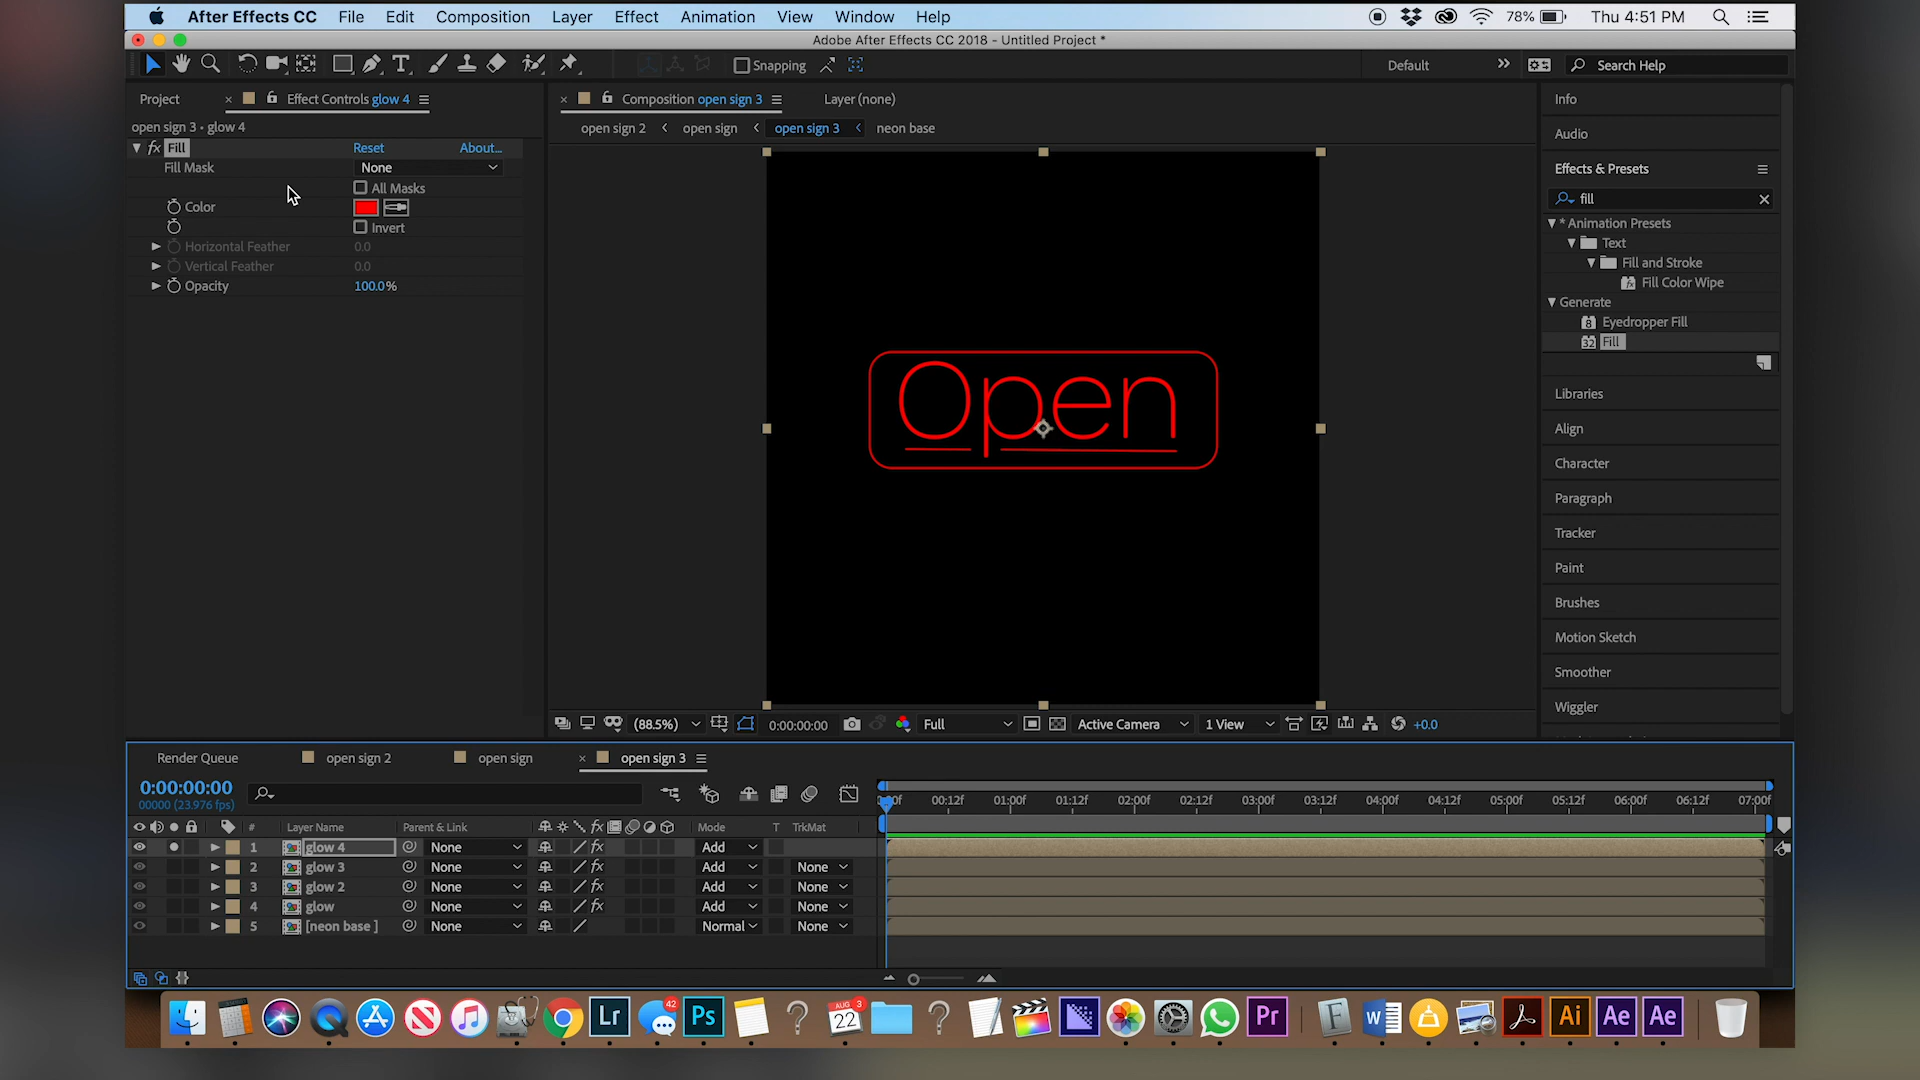 After Effects CC File Edit Composition Layer Effect Animation View Window Help 78% Thu 4:51 PM
Adobe After Effects CC 2018 - Untitled Project *
Snapping Default Search Help
Project Effect Controls glow 4 Composition open sign 3 Layer (none) Info
open sign 3 • glow 4 open sign 2 open sign open sign 3 neon base
Audio
fx Fill Reset About...
Fill Mask None
All Masks
Color
Invert
Horizontal Feather 0.0
Vertical Feather 0.0
Opacity 100.0%
Open
Effects & Presets
fill
* Animation Presets
Text
Fill and Stroke
Fill Color Wipe
Generate
Eyedropper Fill
Fill
Libraries
Align
Character
Paragraph
Tracker
Paint
Brushes
Motion Sketch
Smoother
Wiggler
(88.5%) 0:00:00:00 Full Active Camera 1 View +0.0
Render Queue open sign 2 open sign open sign 3
0:00:00:00
00000 (23.976 fps)
00:12f 01:00f 01:12f 02:00f 02:12f 03:00f 03:12f 04:00f 04:12f 05:00f 05:12f 06:00f 06:12f 07:00f
# Layer Name Parent & Link fx Mode T TrkMat
1 glow 4 None fx Add
2 glow 3 None fx Add None
3 glow 2 None fx Add None
4 glow None fx Add None
5 [neon base ] None Normal None
Lr 42 Ps AUG 3 22 Pr F W Ai Ae Ae